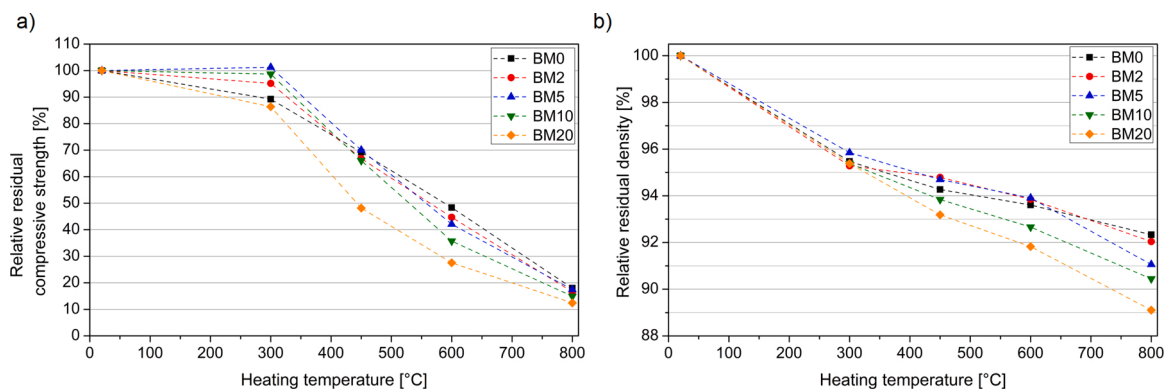 a)
110
100
90
80
70
60
50
40
30
20
10
0
Relative residual
compressive strength [%]
0 100 200 300 400 500 600 700 800
Heating temperature [°C]
BM0
BM2
BM5
BM10
BM20
b)
100
98
96
94
92
90
88
Relative residual density [%]
0 100 200 300 400 500 600 700 800
Heating temperature [°C]
BM0
BM2
BM5
BM10
BM20